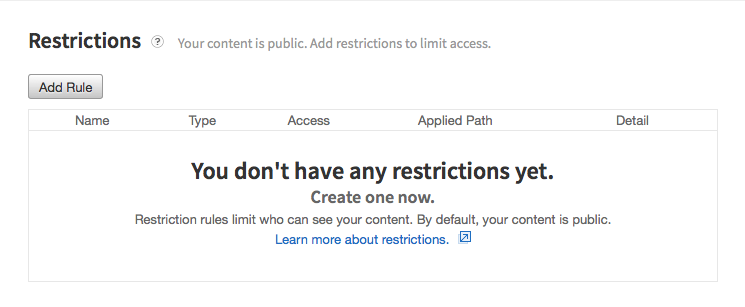 Restrictions ? Your content is public. Add restrictions to limit access.
Add Rule
Name Type Access Applied Path Detail
You don't have any restrictions yet.
Create one now.
Restriction rules limit who can see your content. By default, your content is public.
Learn more about restrictions.